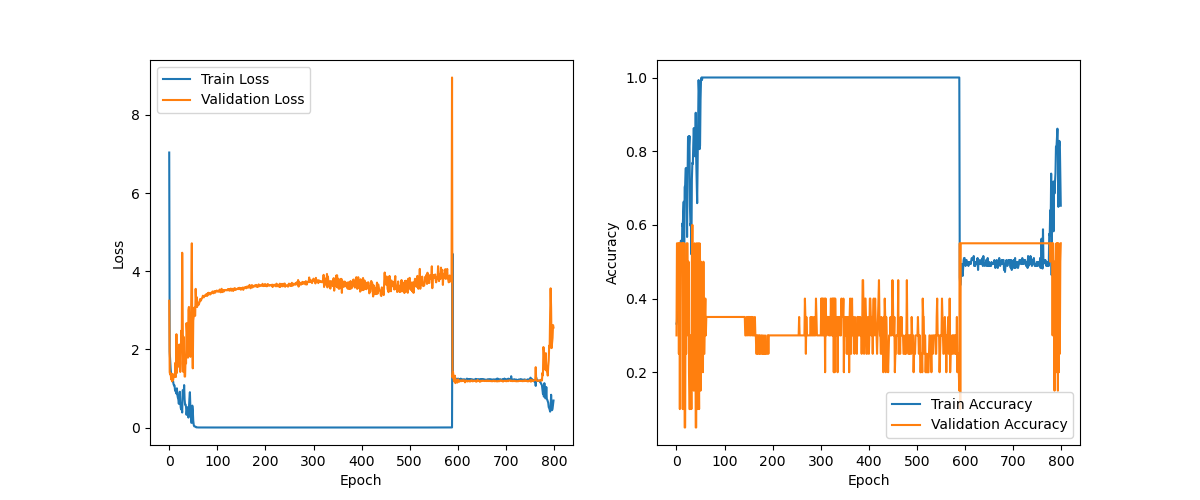 Train Loss
Validation Loss
8
6
4
2
0
Loss
0 100 200 300 400 500 600 700 800
Epoch
1.0
0.8
0.6
0.4
0.2
Accuracy
Train Accuracy
Validation Accuracy
0 100 200 300 400 500 600 700 800
Epoch